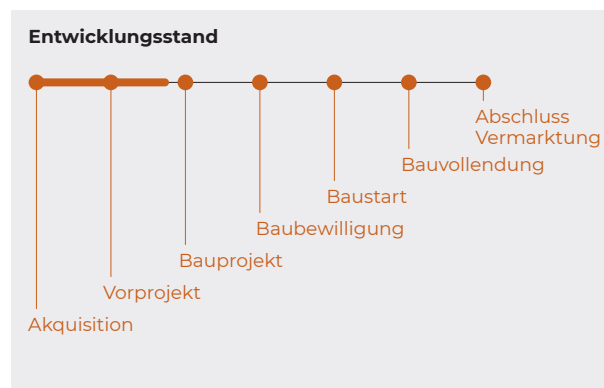 Entwicklungsstand
Abschluss
Vermarktung
Bauvollendung
Baustart
Baubewilligung
Bauprojekt
Vorprojekt
Akquisition